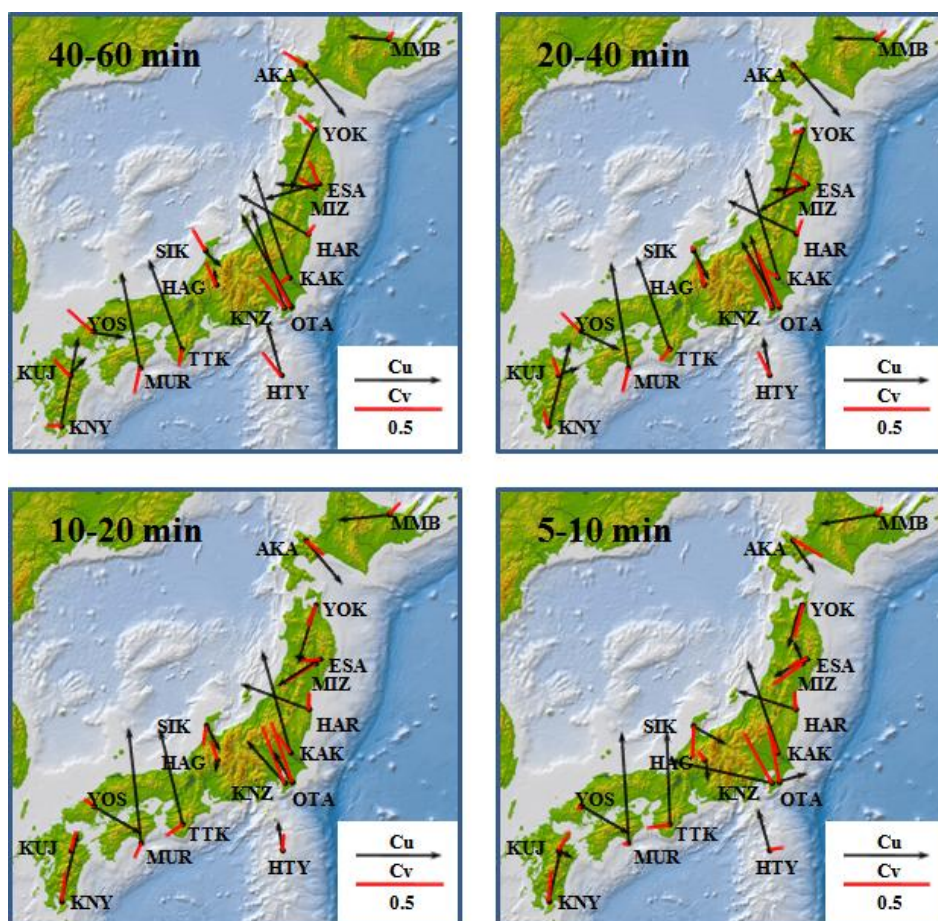 40-60 min
MMB
AKA
YOK
ESA
MIZ
HAR
SIK
HAG
KAK
KNZ
OTA
YOS
TTK
KUJ
MUR
HTY
KNY
Cu
Cv
0.5
20-40 min
MMB
AKA
YOK
ESA
MIZ
HAR
SIK
HAG
KAK
KNZ
OTA
YOS
TTK
KUJ
MUR
HTY
KNY
Cu
Cv
0.5
10-20 min
MMB
AKA
YOK
ESA
MIZ
HAR
SIK
HAG
KAK
KNZ
OTA
YOS
TTK
KUJ
MUR
HTY
KNY
Cu
Cv
0.5
5-10 min
MMB
AKA
YOK
ESA
MIZ
HAR
SIK
HAG
KAK
KNZ
OTA
YOS
TTK
KUJ
MUR
HTY
KNY
Cu
Cv
0.5